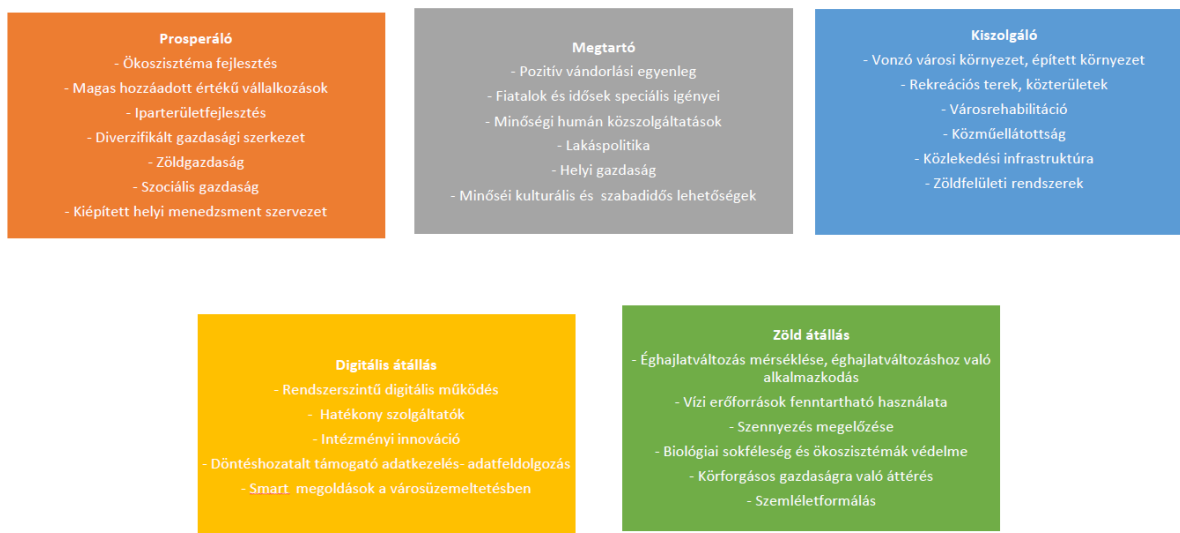 Prosperáló
- Ökoszisztéma fejlesztés
- Magas hozzáadott értékű vállalkozások
- Iparterületfejlesztés
- Diverzifikált gazdasági szerkezet
- Zöldgazdaság
- Szociális gazdaság
- Kiépített helyi menedzsment szervezet
Megtartó
- Pozitív vándorlási egyenleg
- Fiatalok és idősek speciális igényei
- Minőségi humán közszolgáltatások
- Lakáspolitika
- Helyi gazdaság
- Minőséi kulturális és szabadidős lehetőségek
Kiszolgáló
- Vonzó városi környezet, épített környezet
- Rekreációs terek, közterületek
- Városrehabilitáció
- Közműellátottság
- Közlekedési infrastruktúra
- Zöldfelületi rendszerek
Digitális átállás
- Rendszerszintű digitális működés
- Hatékony szolgáltatók
- Intézményi innováció
- Döntéshozatalt támogató adatkezelés- adatfeldolgozás
- Smart megoldások a városüzemeltetésben
Zöld átállás
- Éghajlatváltozás mérséklése, éghajlatváltozáshoz való
alkalmazkodás
- Vízi erőforrások fenntartható használata
- Szennyezés megelőzése
- Biológiai sokféleség és ökoszisztémák védelme
- Körforgásos gazdaságra való áttérés
- Szemléletformálás